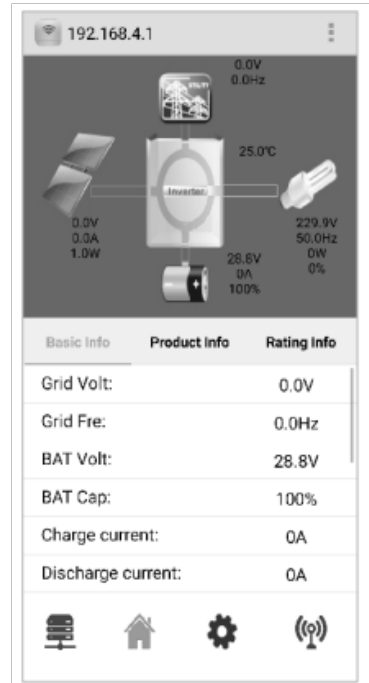 192.168.4.1
0.0V
0.0Hz
UTILITY
25.0°C
Inverter
0.0V
0.0A
1.0W
229.9V
50.0Hz
0W
0%
28.8V
0A
100%
Basic Info Product Info Rating Info
Grid Volt: 0.0V
Grid Fre: 0.0Hz
BAT Volt: 28.8V
BAT Cap: 100%
Charge current: 0A
Discharge current: 0A